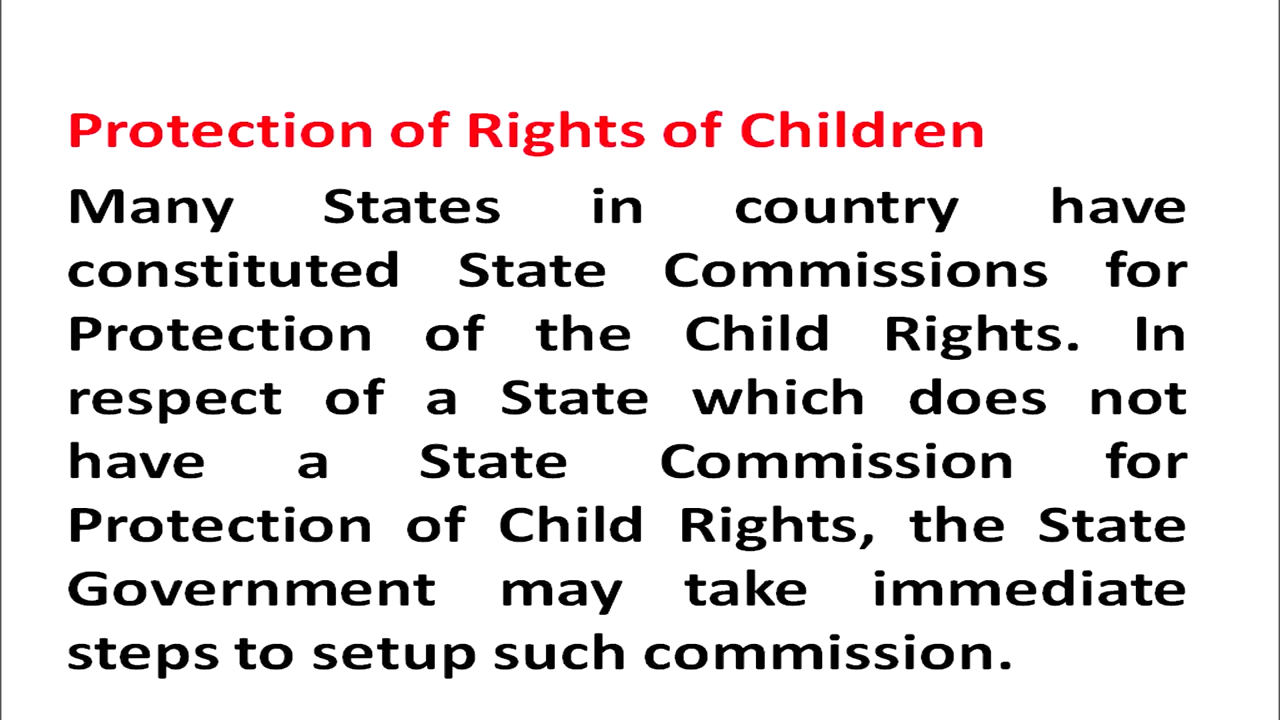 Protection of Rights of Children
Many States in country have
constituted State Commissions for
Protection of the Child Rights. In
respect of a State which does not
have a State Commission for
Protection of Child Rights, the State
Government may take immediate
steps to setup such commission.